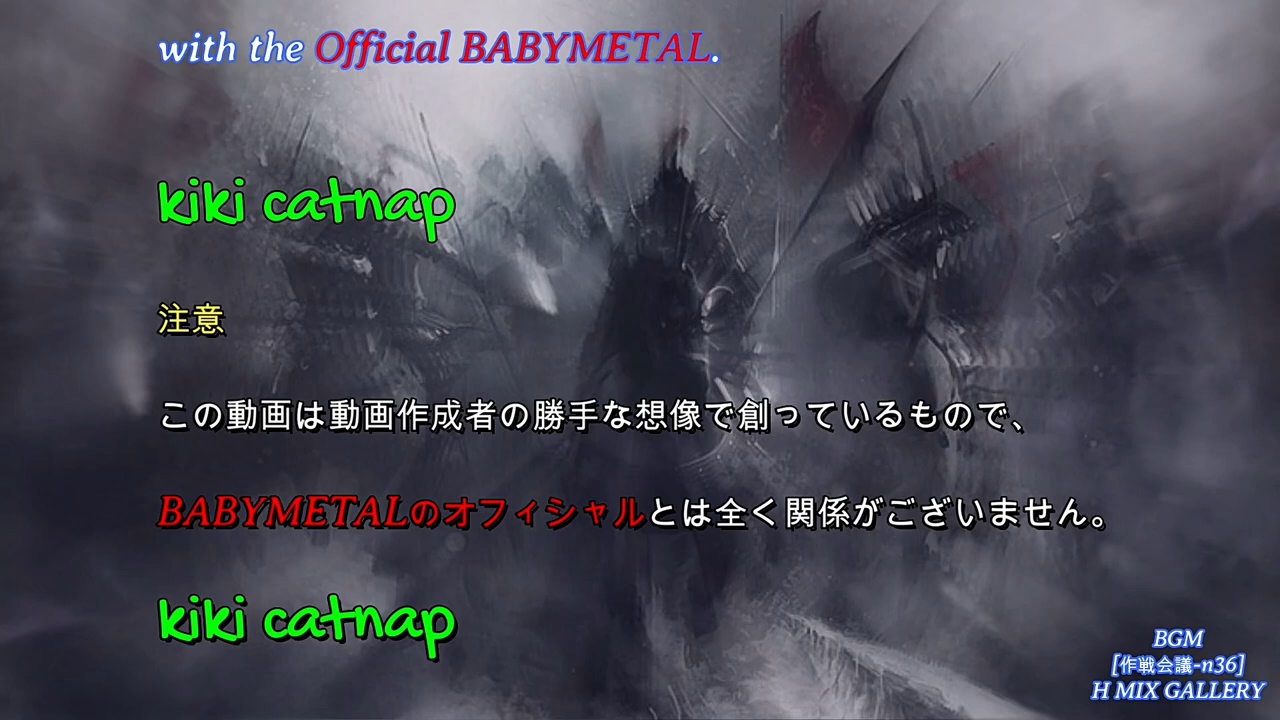 with the Official BABYMETAL.
kiki catnap
注意
この動画は動画作成者の勝手な想像で創っているもので、
BABYMETALのオフィシャルとは全く関係がございません。
kiki catnap
BGM
[作戦会議-n36]
H MIX GALLERY